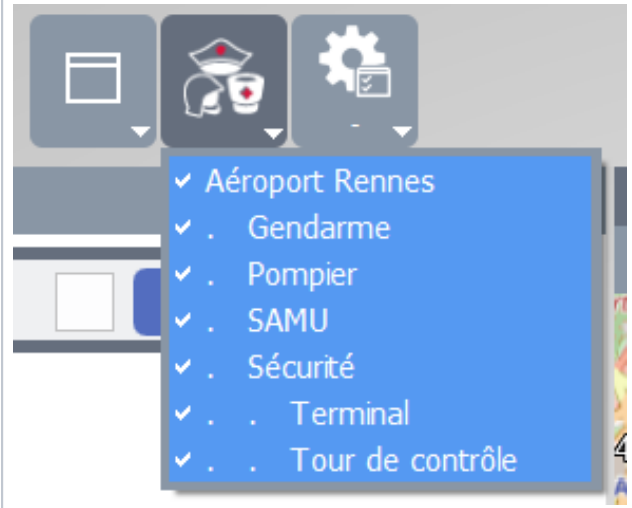 Aéroport Rennes
. Gendarme
. Pompier
. SAMU
. Sécurité
. . Terminal
. . Tour de contrôle